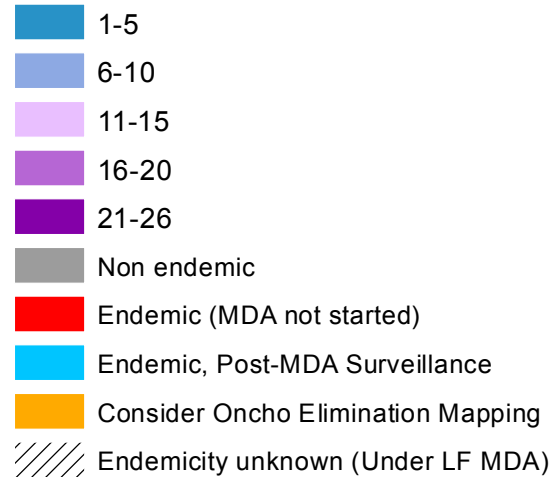 1-5
6-10
11-15
16-20
21-26
Non endemic
Endemic (MDA not started)
Endemic, Post-MDA Surveillance
Consider Oncho Elimination Mapping
Endemicity unknown (Under LF MDA)